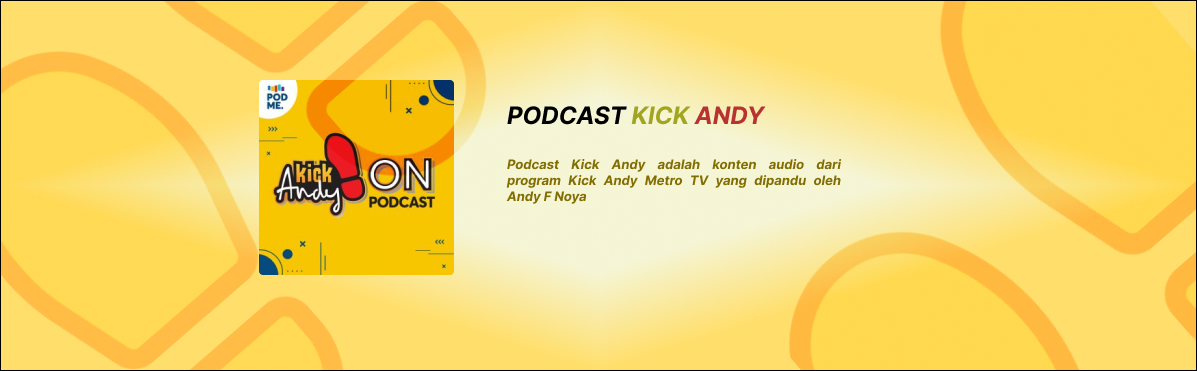 POD
ME.
kick
Andy
ON
PODCAST
PODCAST KICK ANDY
Podcast Kick Andy adalah konten audio dari
program Kick Andy Metro TV yang dipandu oleh
Andy F Noya